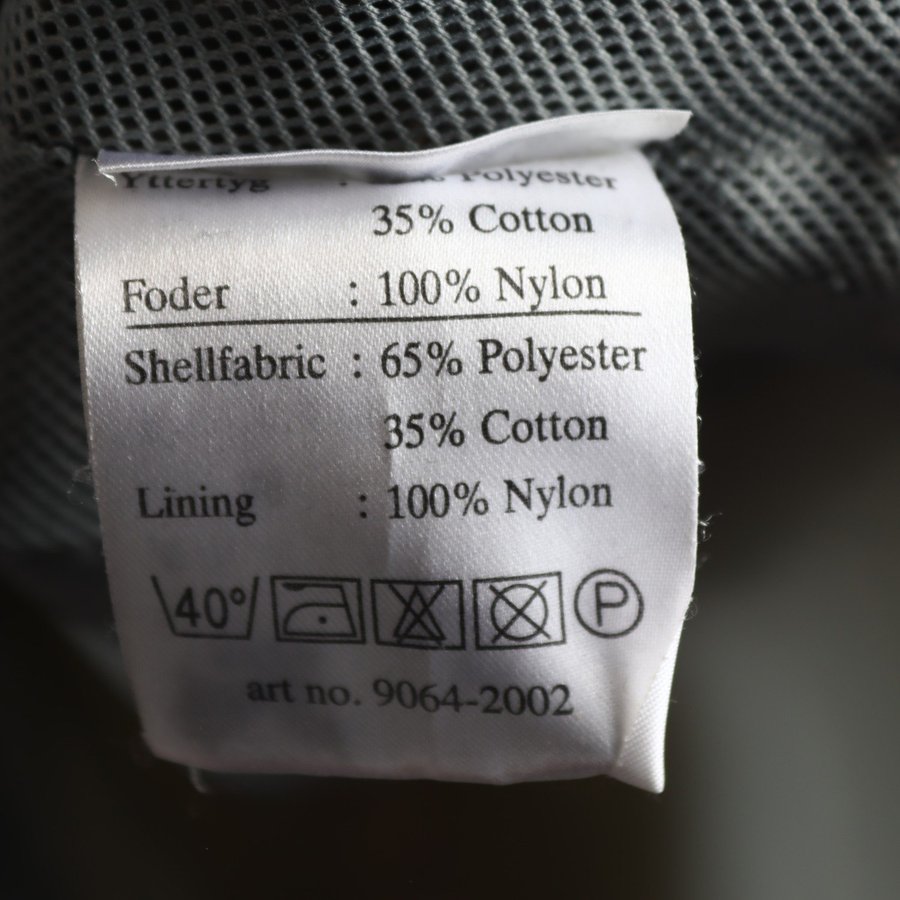 Yttertyg : Polyester
35% Cotton
Foder : 100% Nylon
Shellfabric : 65% Polyester
35% Cotton
Lining : 100% Nylon
40° P
art no. 9064-2002